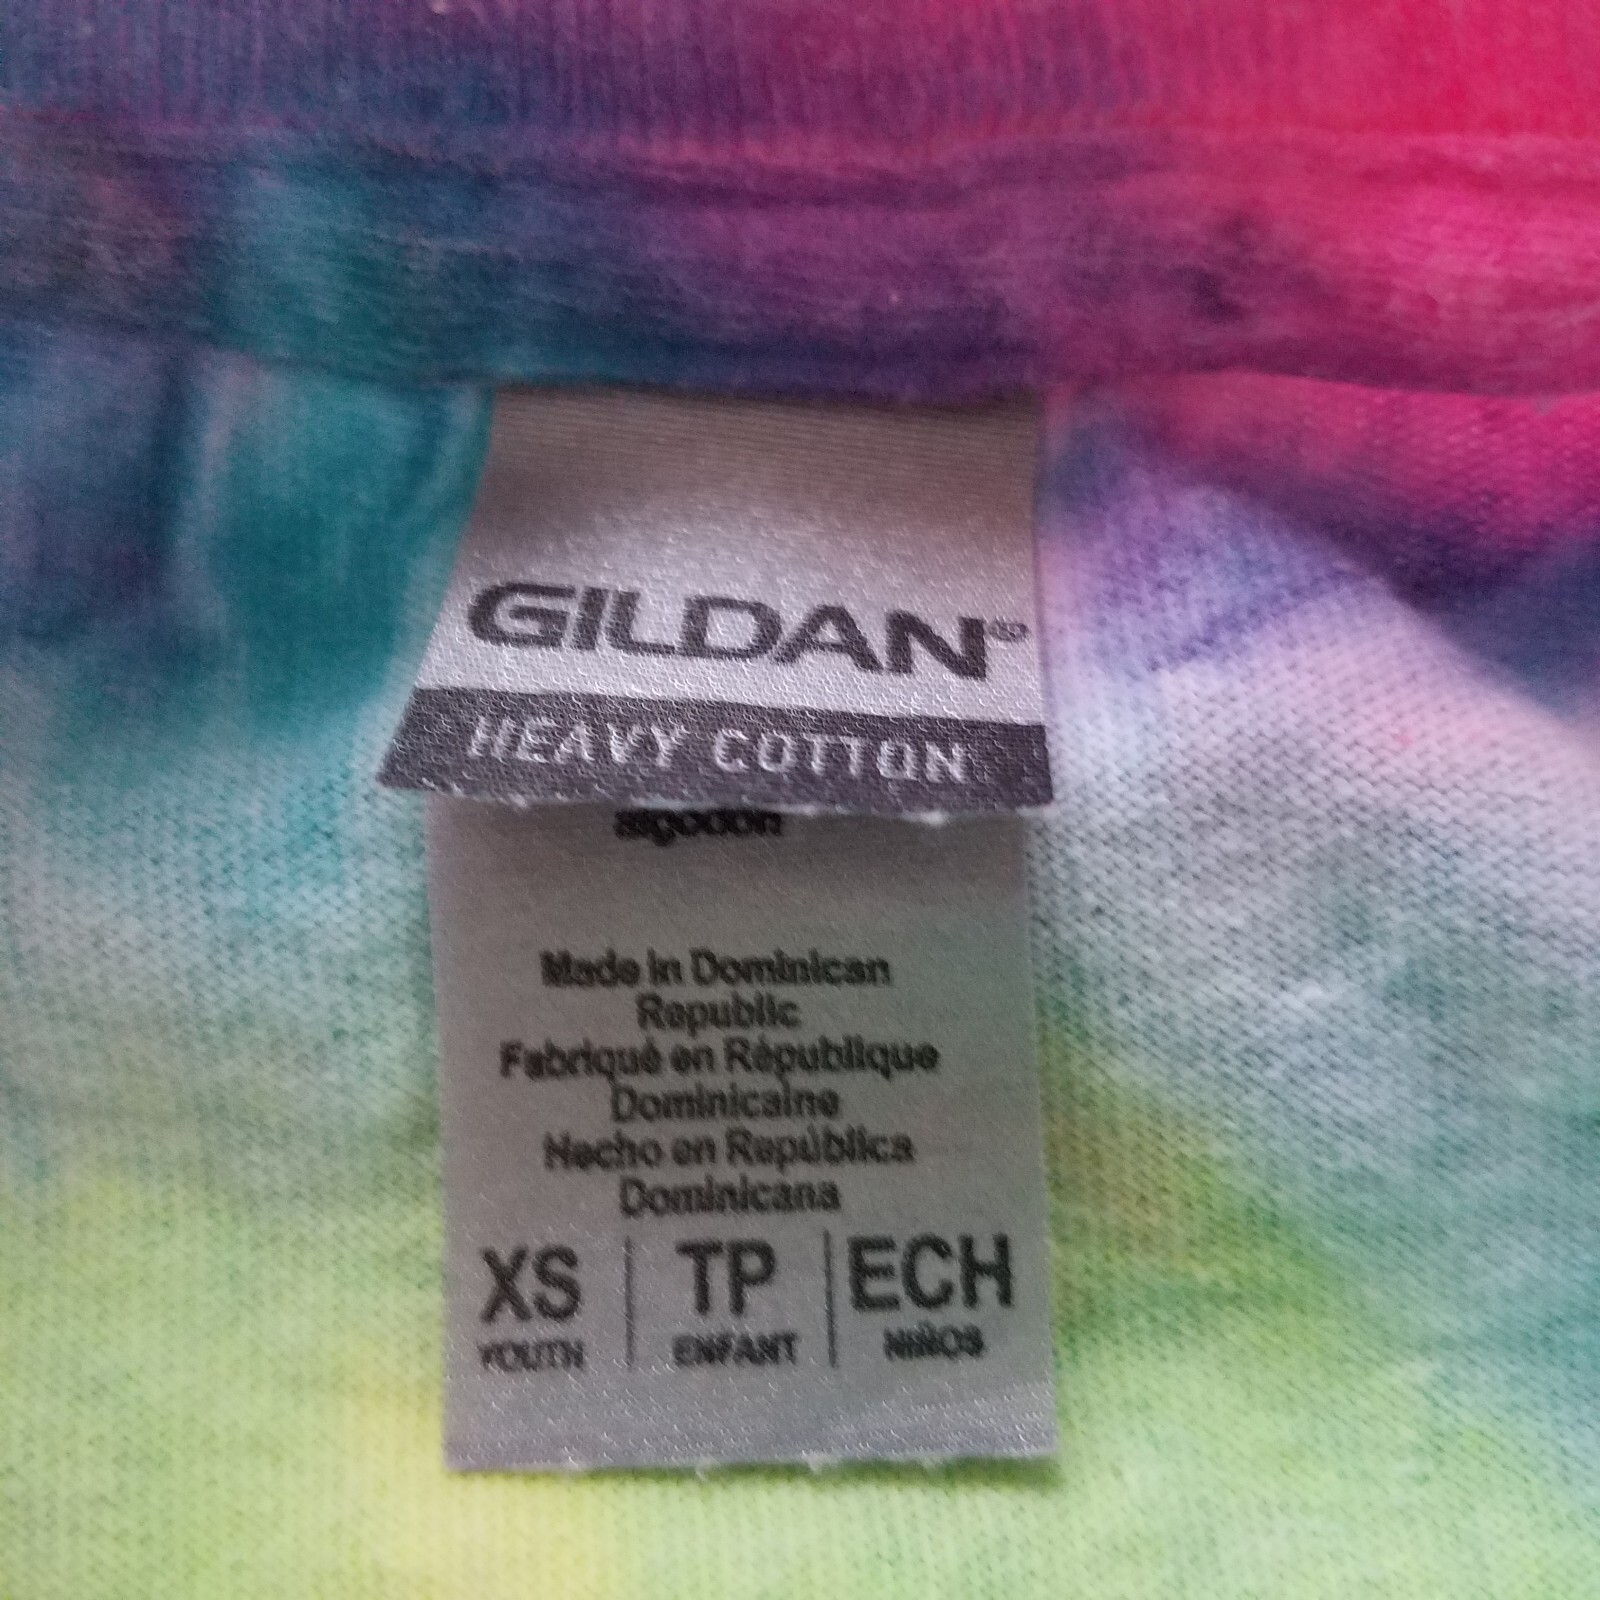 GILDAN®
HEAVY COTTON
algodón
Made in Dominican
Republic
Fabriqué en République
Dominicaine
Hecho en República
Dominicana
XS | TP | ECH
YOUTH | ENFANT | NIÑOS